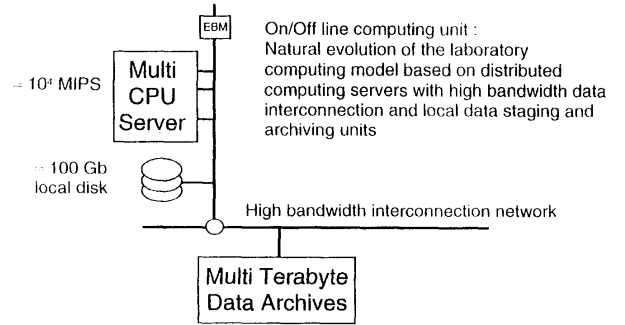 EBM
On/Off line computing unit :
Natural evolution of the laboratory
computing model based on distributed
computing servers with high bandwidth data
interconnection and local data staging and
archiving units
≈ 10⁴ MIPS
Multi
CPU
Server
≈ 100 Gb
local disk
High bandwidth interconnection network
Multi Terabyte
Data Archives